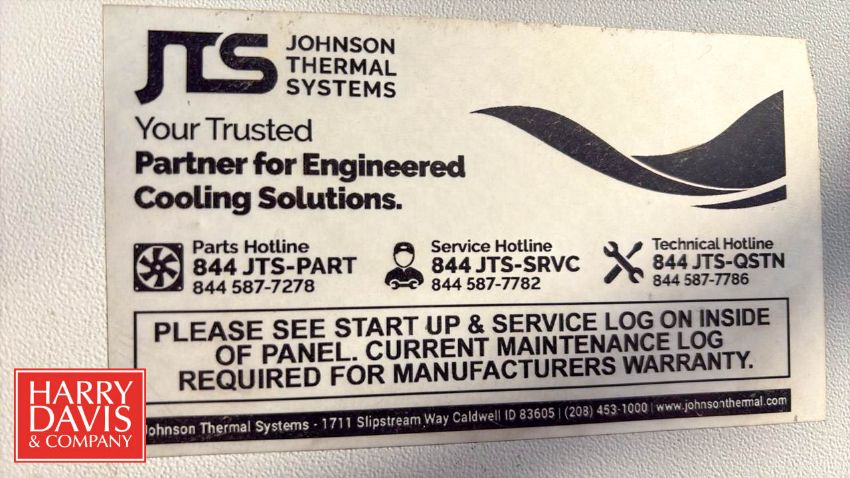 JTS JOHNSON
THERMAL
SYSTEMS
Your Trusted
Partner for Engineered
Cooling Solutions.
Parts Hotline
844 JTS-PART
844 587-7278
Service Hotline
844 JTS-SRVC
844 587-7782
Technical Hotline
844 JTS-QSTN
844 587-7786
PLEASE SEE START UP & SERVICE LOG ON INSIDE
OF PANEL. CURRENT MAINTENANCE LOG
REQUIRED FOR MANUFACTURERS WARRANTY.
Johnson Thermal Systems - 1711 Slipstream Way Caldwell ID 83605 | (208) 453-1000 | www.johnsonthermal.com
HARRY
DAVIS
& COMPANY